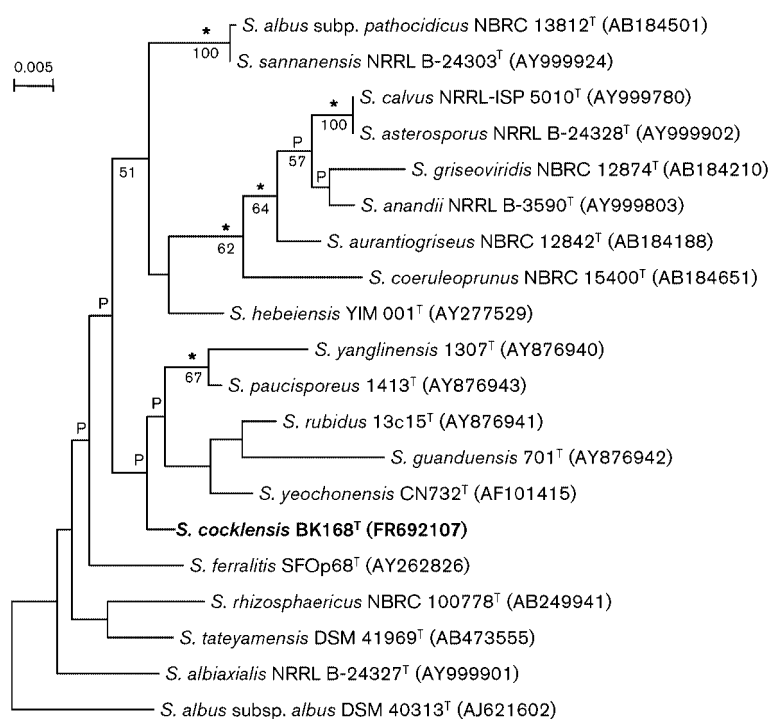 S. albus subp. pathocidicus NBRC 13812ᵀ (AB184501)
*
100
S. sannanensis NRRL B-24303ᵀ (AY999924)
0.005
S. calvus NRRL-ISP 5010ᵀ (AY999780)
*
100
S. asterosporus NRRL B-24328ᵀ (AY999902)
P
57
S. griseoviridis NBRC 12874ᵀ (AB184210)
51
P
*
64
S. anandii NRRL B-3590ᵀ (AY999803)
*
62
S. aurantiogriseus NBRC 12842ᵀ (AB184188)
S. coeruleoprunus NBRC 15400ᵀ (AB184651)
P
S. hebeiensis YIM 001ᵀ (AY277529)
*
67
S. yanglinensis 1307ᵀ (AY876940)
S. paucisporeus 1413ᵀ (AY876943)
P
S. rubidus 13c15ᵀ (AY876941)
P
P
S. guanduensis 701ᵀ (AY876942)
S. yeochonensis CN732ᵀ (AF101415)
S. cocklensis BK168ᵀ (FR692107)
S. ferralitis SFOp68ᵀ (AY262826)
S. rhizosphaericus NBRC 100778ᵀ (AB249941)
S. tateyamensis DSM 41969ᵀ (AB473555)
S. albiaxialis NRRL B-24327ᵀ (AY999901)
S. albus subsp. albus DSM 40313ᵀ (AJ621602)